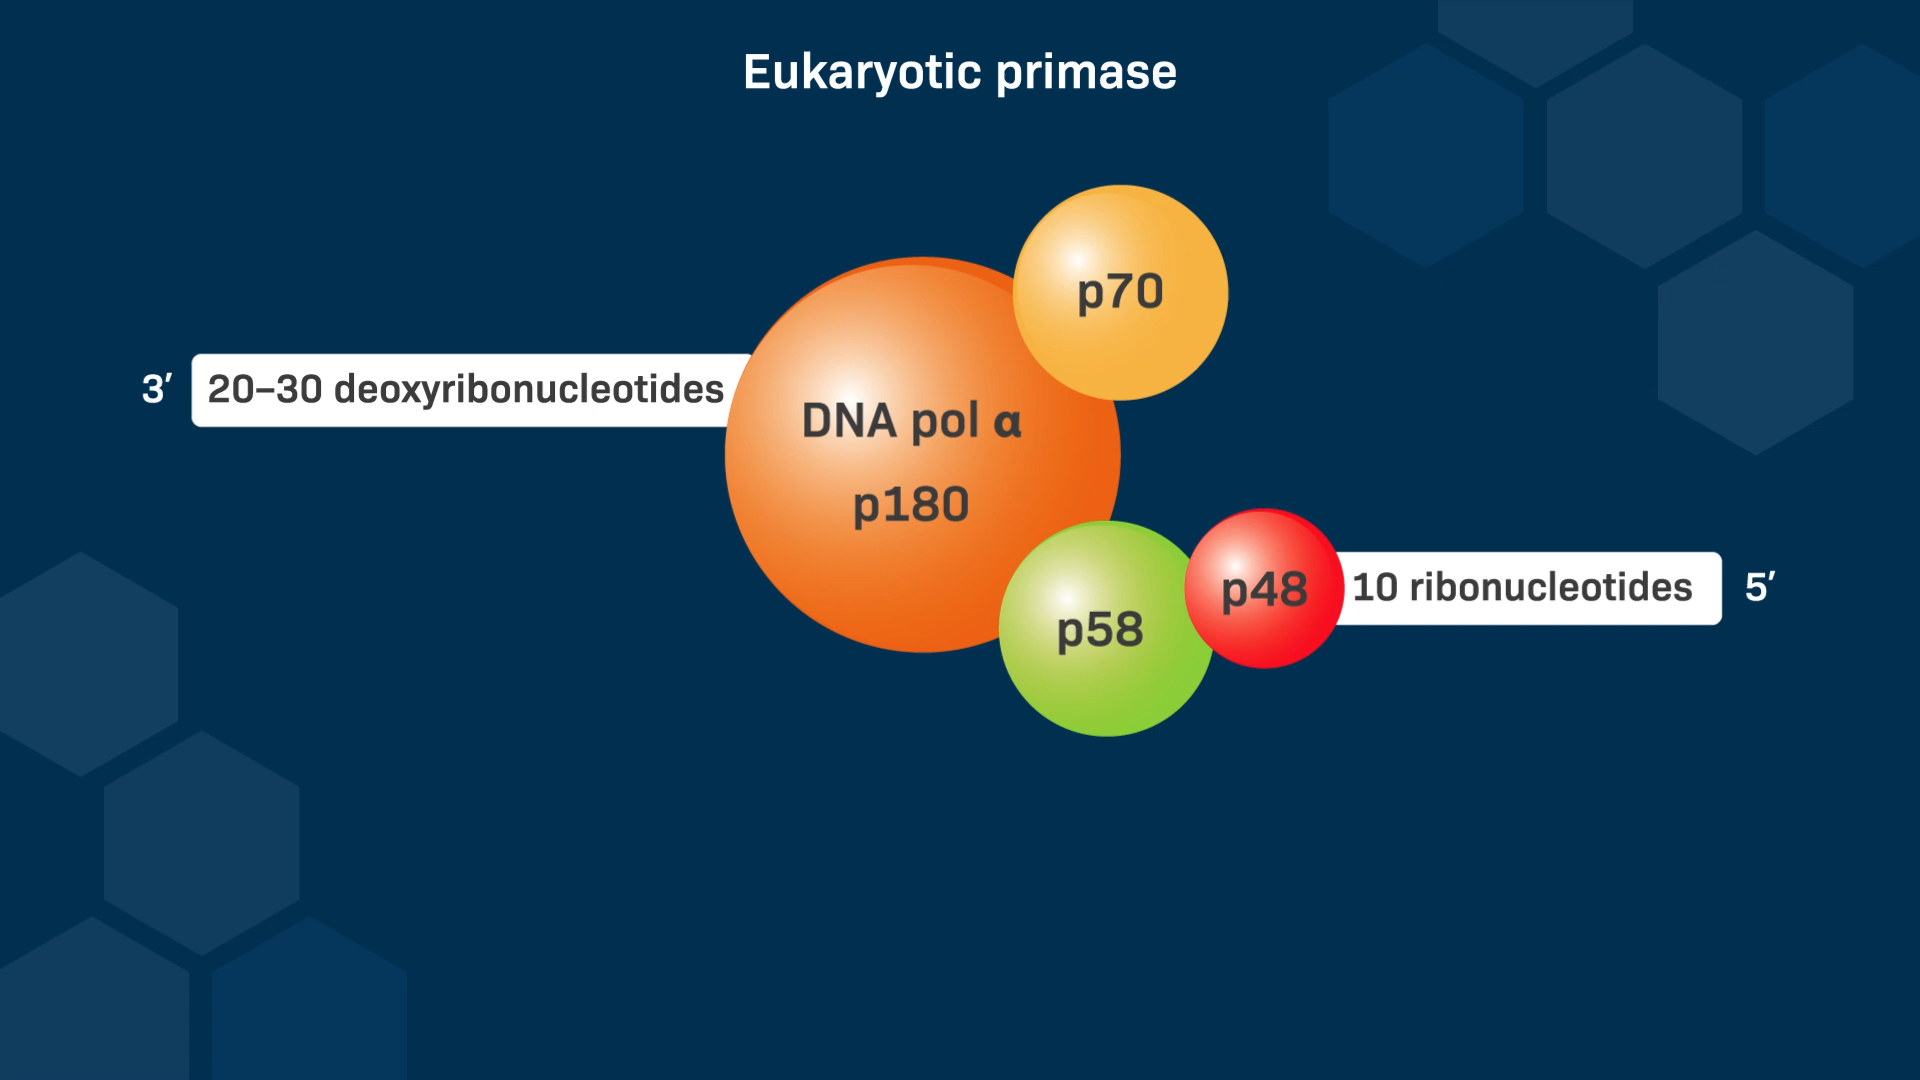 Eukaryotic primase
p70
3′ 20–30 deoxyribonucleotides
DNA pol α
p180
p58
p48
10 ribonucleotides 5′